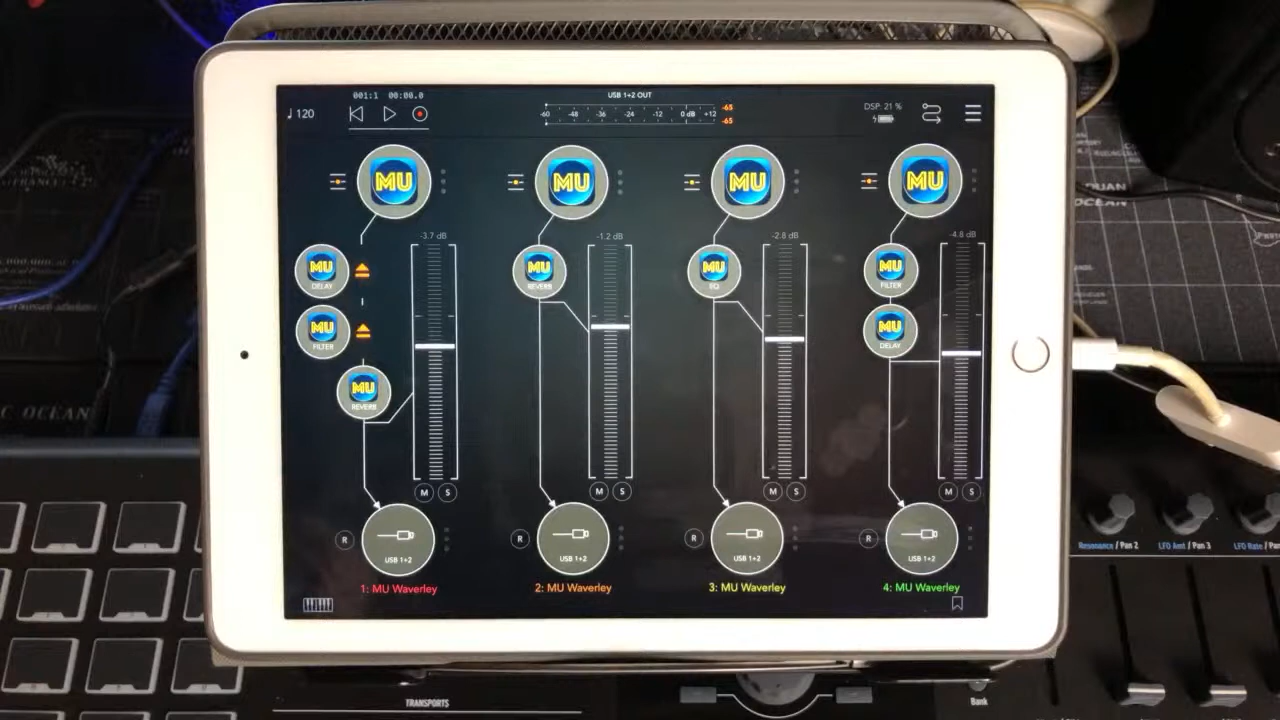 001:1 00:00.0
♩ 120
USB 1+2 OUT
-60 -48 -36 -24 -12 0 dB +12
-65
-65
DSP: 21 %
MU
MU
MU
MU
-3.7 dB
-1.2 dB
-2.8 dB
-4.8 dB
MU
DELAY
MU
REVERB
MU
EQ
MU
FILTER
MU
FILTER
MU
DELAY
MU
REVERB
M S
M S
M S
M S
R
USB 1+2
R
USB 1+2
R
USB 1+2
R
USB 1+2
1: MU Waverley
2: MU Waverley
3: MU Waverley
4: MU Waverley
C OCEAN
QUAN
OCEAN
Resonance / Pan 2
LFO Amt / Pan 3
LFO Rate / Pan
TRANSPORTS
Bank